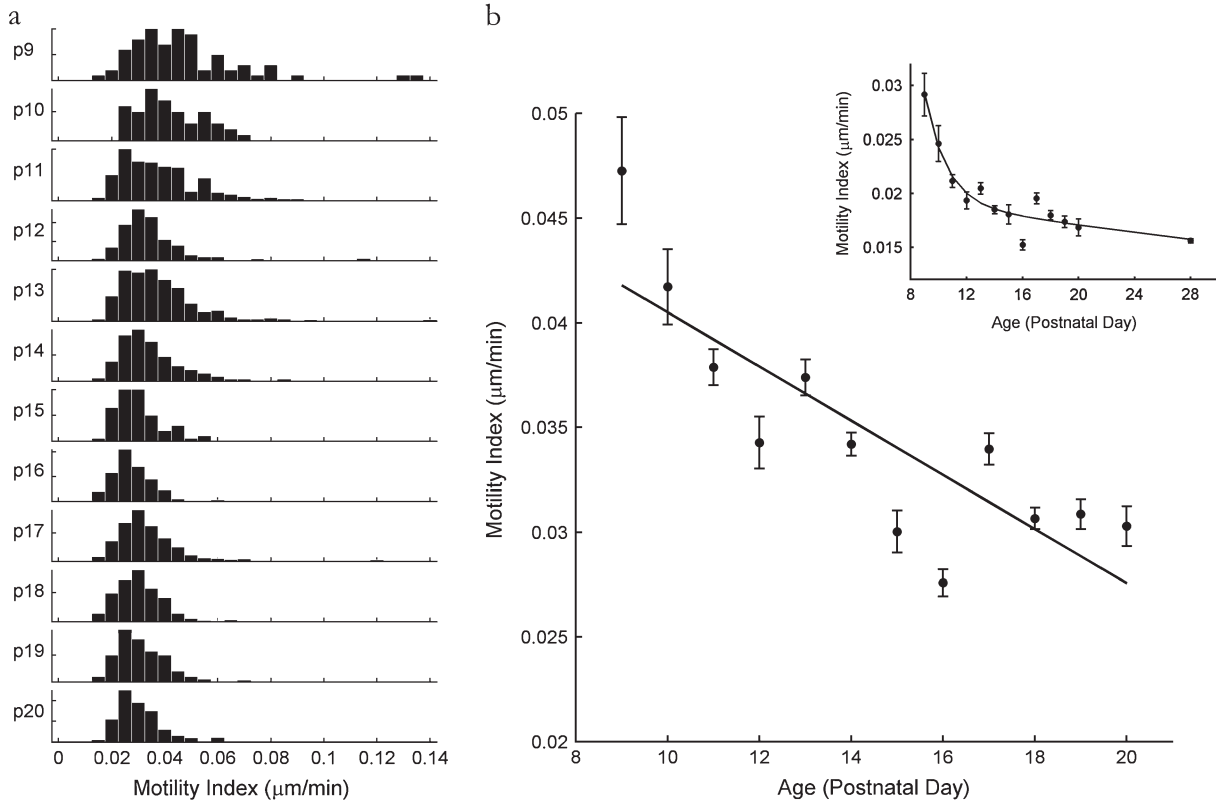 a
p9
p10
p11
p12
p13
p14
p15
p16
p17
p18
p19
p20
0 0.02 0.04 0.06 0.08 0.1 0.12 0.14
Motility Index (μm/min)
b
0.05
0.045
0.04
0.035
0.03
0.025
0.02
Motility Index (μm/min)
8 10 12 14 16 18 20
Age (Postnatal Day)
0.03
0.025
0.02
0.015
Motility Index (μm/min)
8 12 16 20 24 28
Age (Postnatal Day)